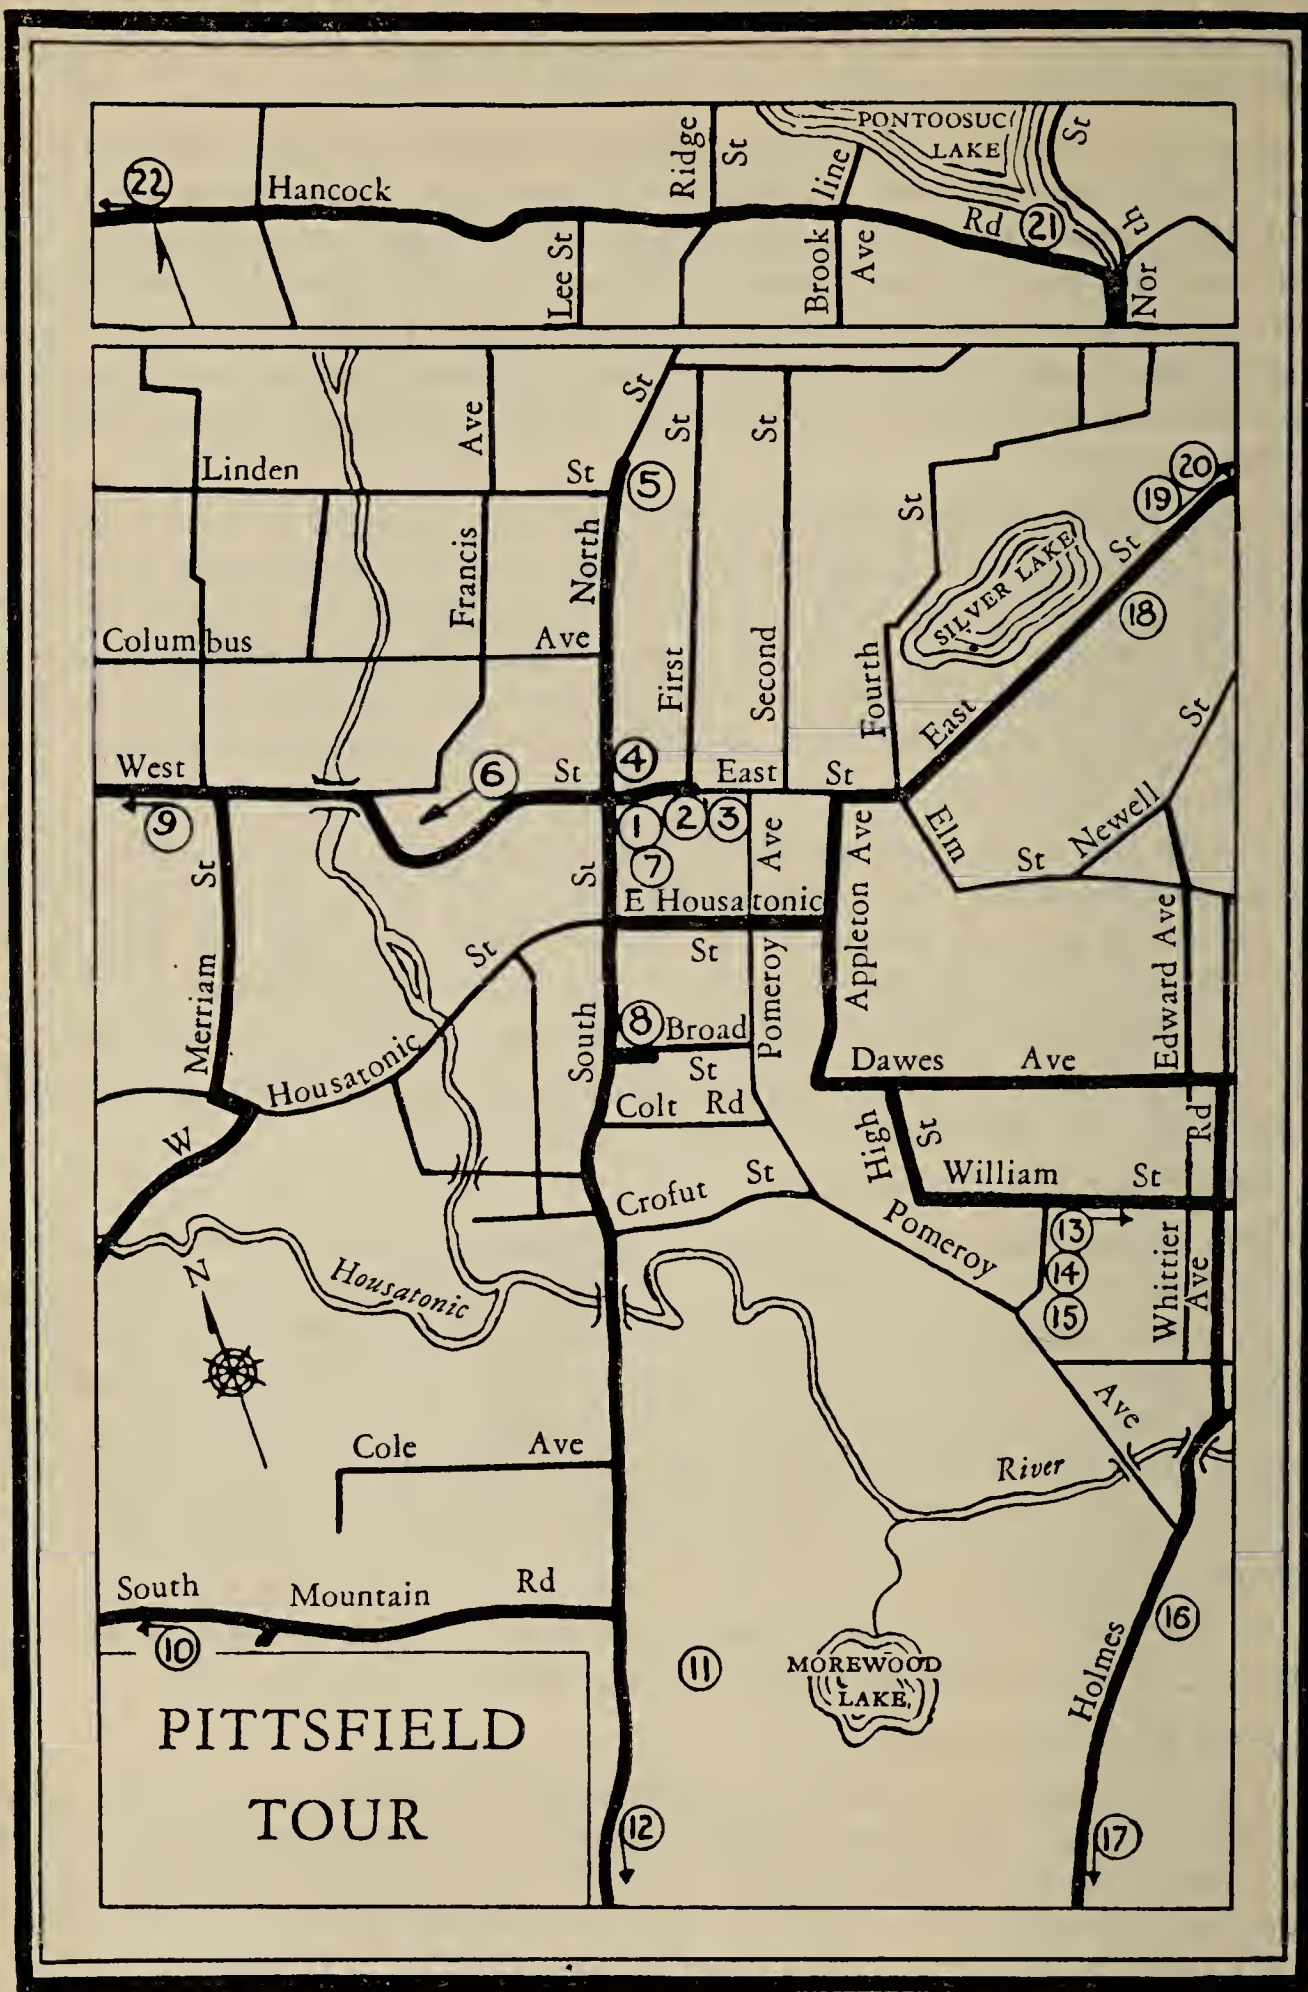 PONTOOSUC
LAKE
St
Ridge
St
22
Hancock
line
Rd
21
North
Lee St
Brook
Ave
St
Ave
St
St
Linden
St
5
20
19
St
St
SILVER LAKE
18
Francis
North
Columbus
Ave
First
Second
Fourth
East
St
West
6
St
4
East
St
9
1
2
3
7
Ave
Elm
St
Newell
St
St
Appleton Ave
E Housatonic
St
St
Merriam
Pomeroy
Edward Ave
South
8
Broad
St
Housatonic
Dawes
Ave
Colt
Rd
High
St
Rd
W
William
St
Crofut
St
Pomeroy
13
14
15
Whittier
Ave
N
Housatonic
Ave
Cole
Ave
River
South
Mountain
Rd
10
16
11
MOREWOOD
LAKE
Holmes
PITTSFIELD
TOUR
12
17